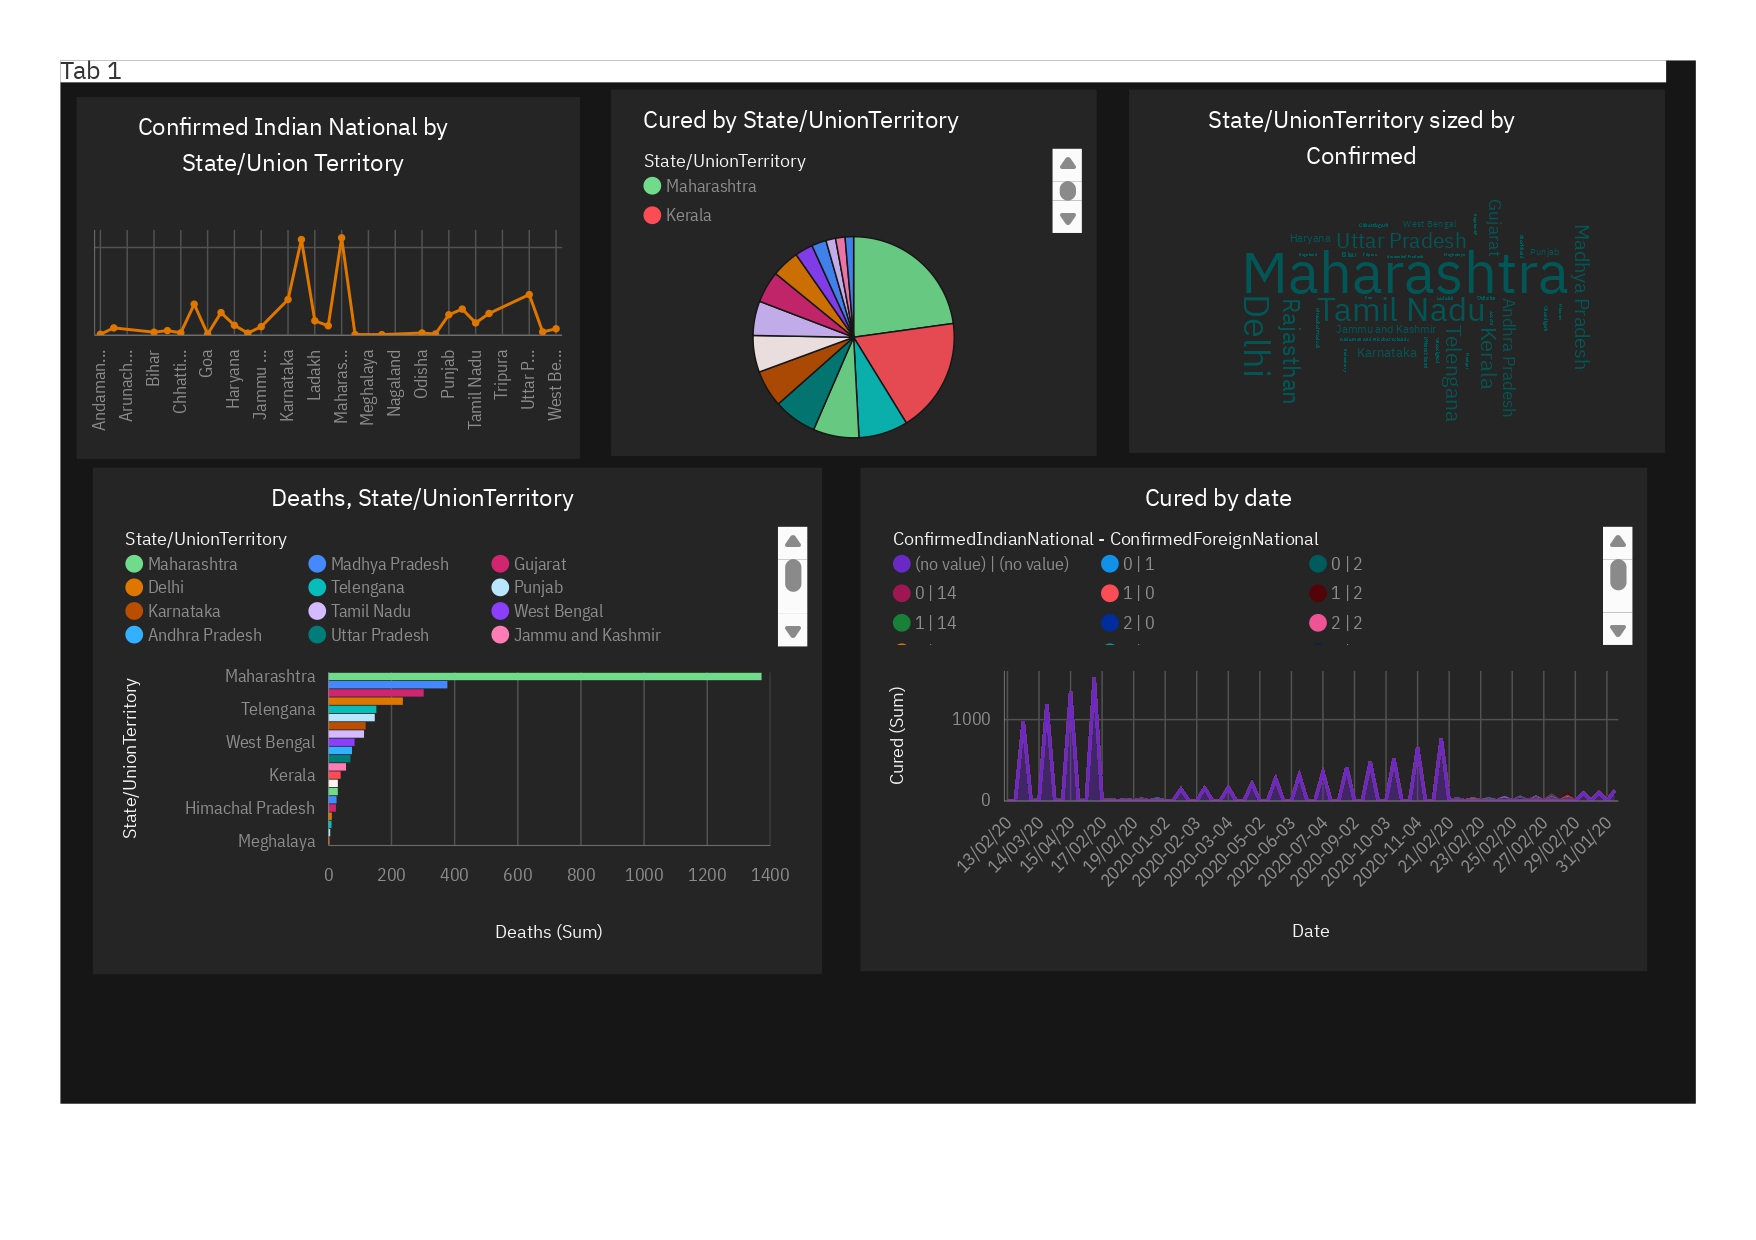 Tab 1
Confirmed Indian National by
State/Union Territory
Andaman...
Arunach...
Bihar
Chhatti...
Goa
Haryana
Jammu ...
Karnataka
Ladakh
Maharas...
Meghalaya
Nagaland
Odisha
Punjab
Tamil Nadu
Tripura
Uttar P...
West Be...
Cured by State/UnionTerritory
State/UnionTerritory
Maharashtra
Kerala
State/UnionTerritory sized by
Confirmed
West Bengal
Gujarat
Haryana
Uttar Pradesh
Punjab
Madhya Pradesh
Maharashtra
Delhi
Rajasthan
Tamil Nadu
Jammu and Kashmir
Karnataka
Telengana
Kerala
Andhra Pradesh
Deaths, State/UnionTerritory
State/UnionTerritory
Maharashtra Madhya Pradesh Gujarat
Delhi Telengana Punjab
Karnataka Tamil Nadu West Bengal
Andhra Pradesh Uttar Pradesh Jammu and Kashmir
State/UnionTerritory
Maharashtra
Telengana
West Bengal
Kerala
Himachal Pradesh
Meghalaya
0 200 400 600 800 1000 1200 1400
Deaths (Sum)
Cured by date
ConfirmedIndianNational - ConfirmedForeignNational
(no value) | (no value) 0 | 1 0 | 2
0 | 14 1 | 0 1 | 2
1 | 14 2 | 0 2 | 2
Cured (Sum)
1000
0
13/02/20
14/03/20
15/04/20
17/02/20
19/02/20
2020-01-02
2020-02-03
2020-03-04
2020-05-02
2020-06-03
2020-07-04
2020-09-02
2020-10-03
2020-11-04
21/02/20
23/02/20
25/02/20
27/02/20
29/02/20
31/01/20
Date